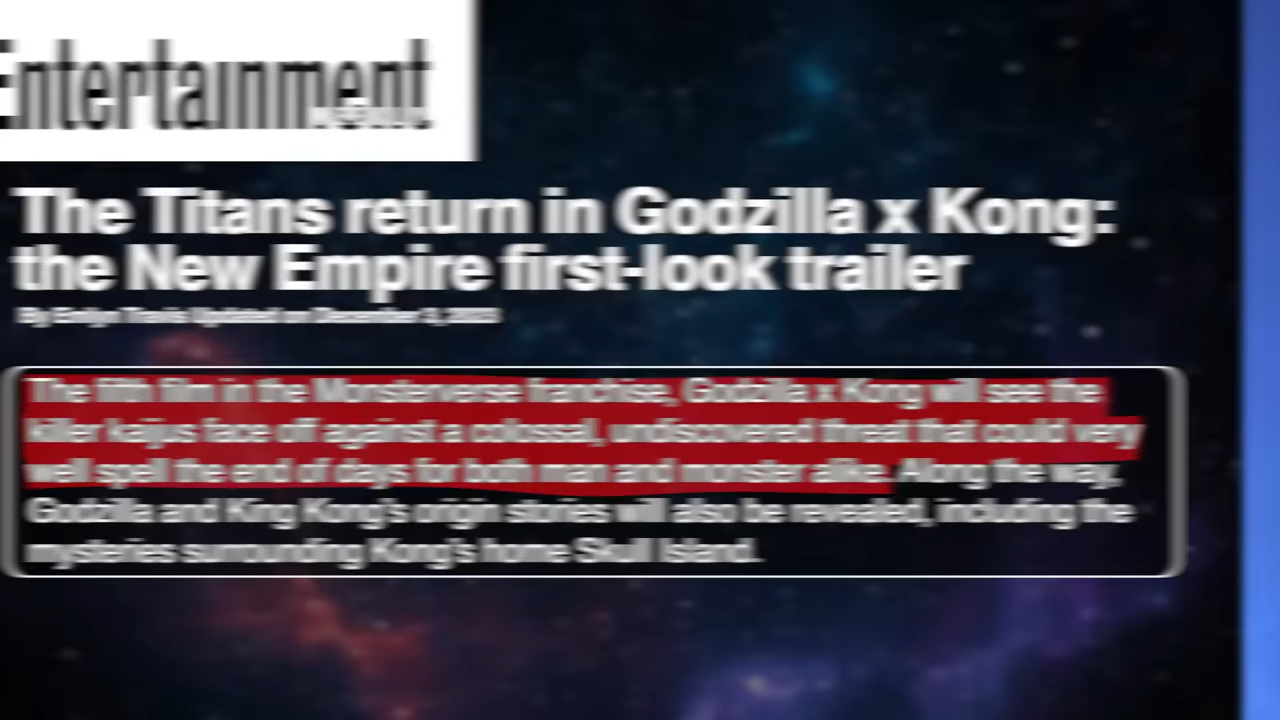 Entertainment
The Titans return in Godzilla x Kong:
the New Empire first-look trailer
Updated on December
The fifth film in the Monsterverse franchise, Godzilla x Kong will see the
killer kaijus face off against a colossal, undiscovered threat that could very
well spell the end of days for both man and monster alike. Along the way,
Godzilla and King Kong's origin stories will also be revealed, including the
mysteries surrounding Kong's home Skull Island.